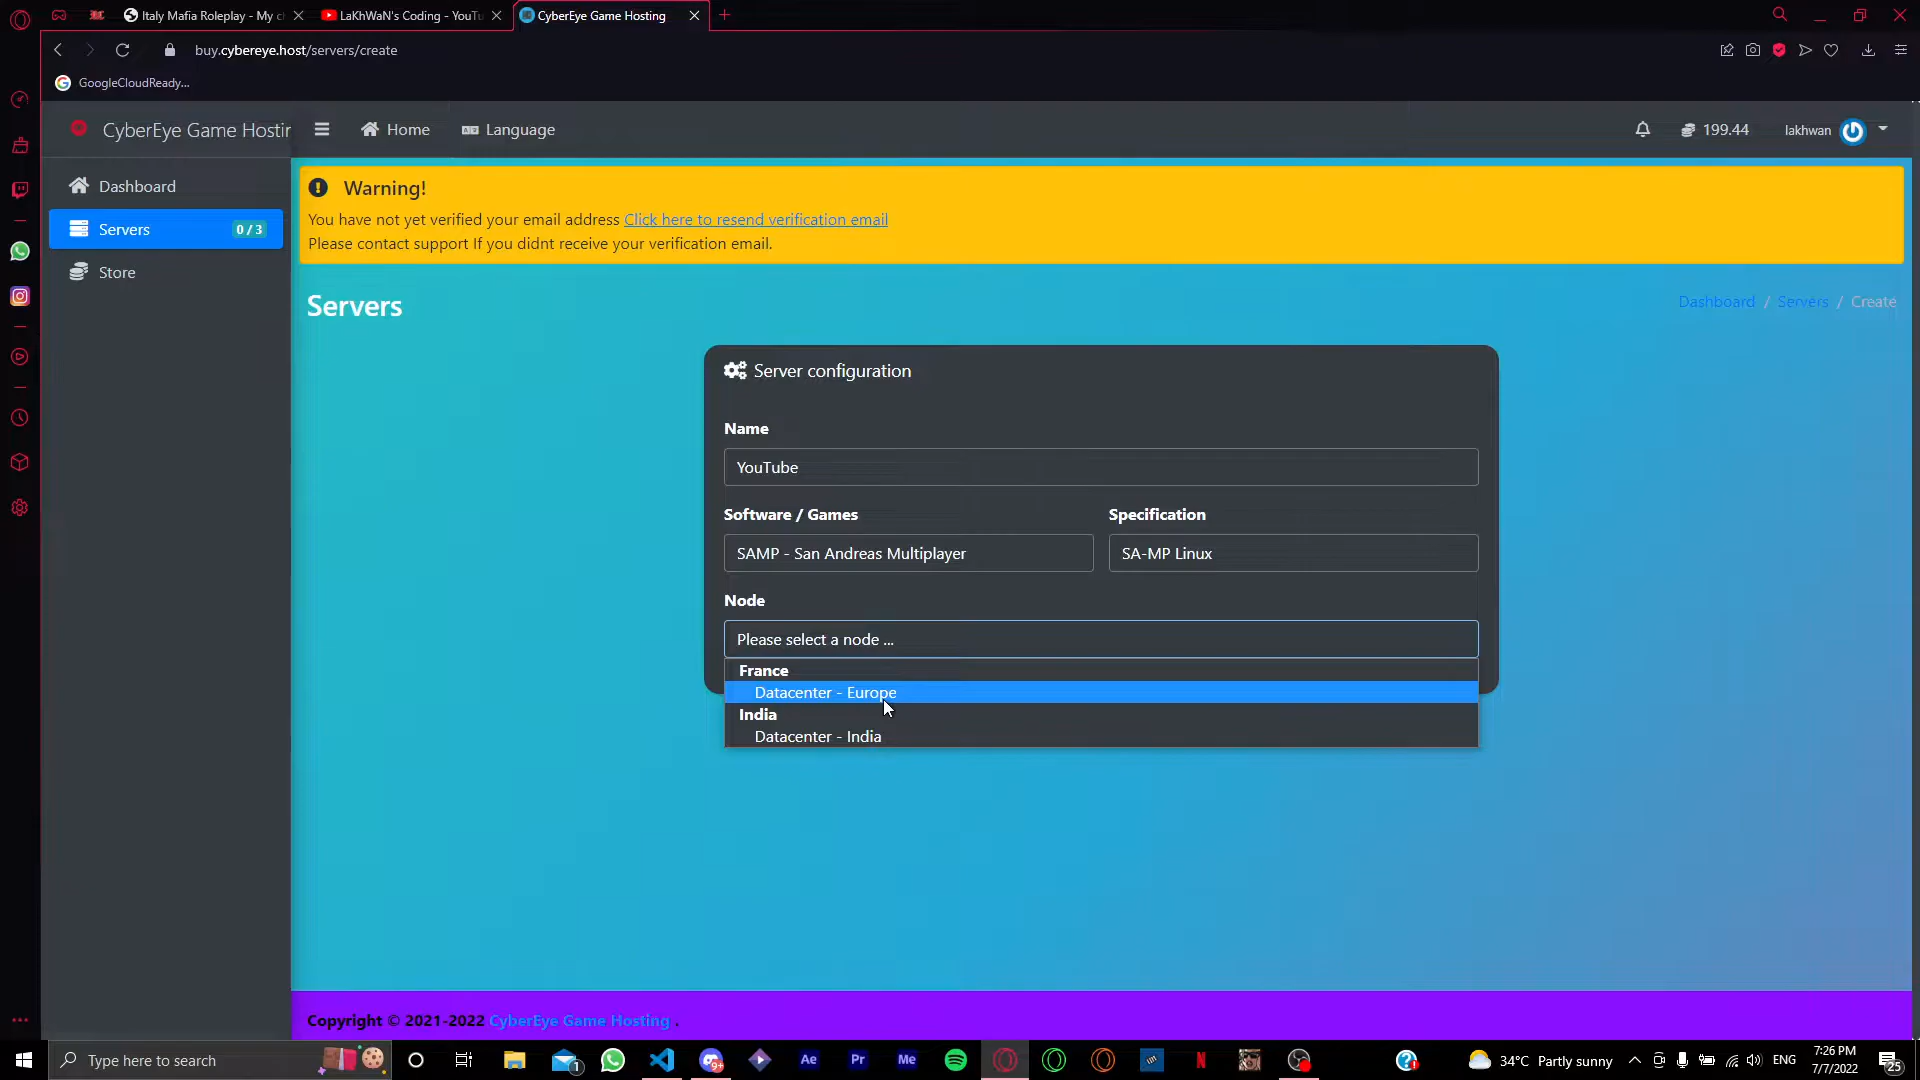 Italy Mafia Roleplay - My c
LaKhWaN's Coding - YouTu
CyberEye Game Hosting
buy.cybereye.host/servers/create
GoogleCloudReady...
CyberEye Game Hostin
Home
Language
199.44
lakhwan
Dashboard
Servers
0 / 3
Store
Warning!
You have not yet verified your email address Click here to resend verification email
Please contact support If you didnt receive your verification email.
Servers
Dashboard / Servers / Create
Server configuration
Name
YouTube
Software / Games
Specification
SAMP - San Andreas Multiplayer
SA-MP Linux
Node
Please select a node ...
France
Datacenter - Europe
India
Datacenter - India
Copyright © 2021-2022 CyberEye Game Hosting .
Type here to search
1
9+
Ae
Pr
Me
34°C Partly sunny
ENG
7:26 PM
7/7/2022
25